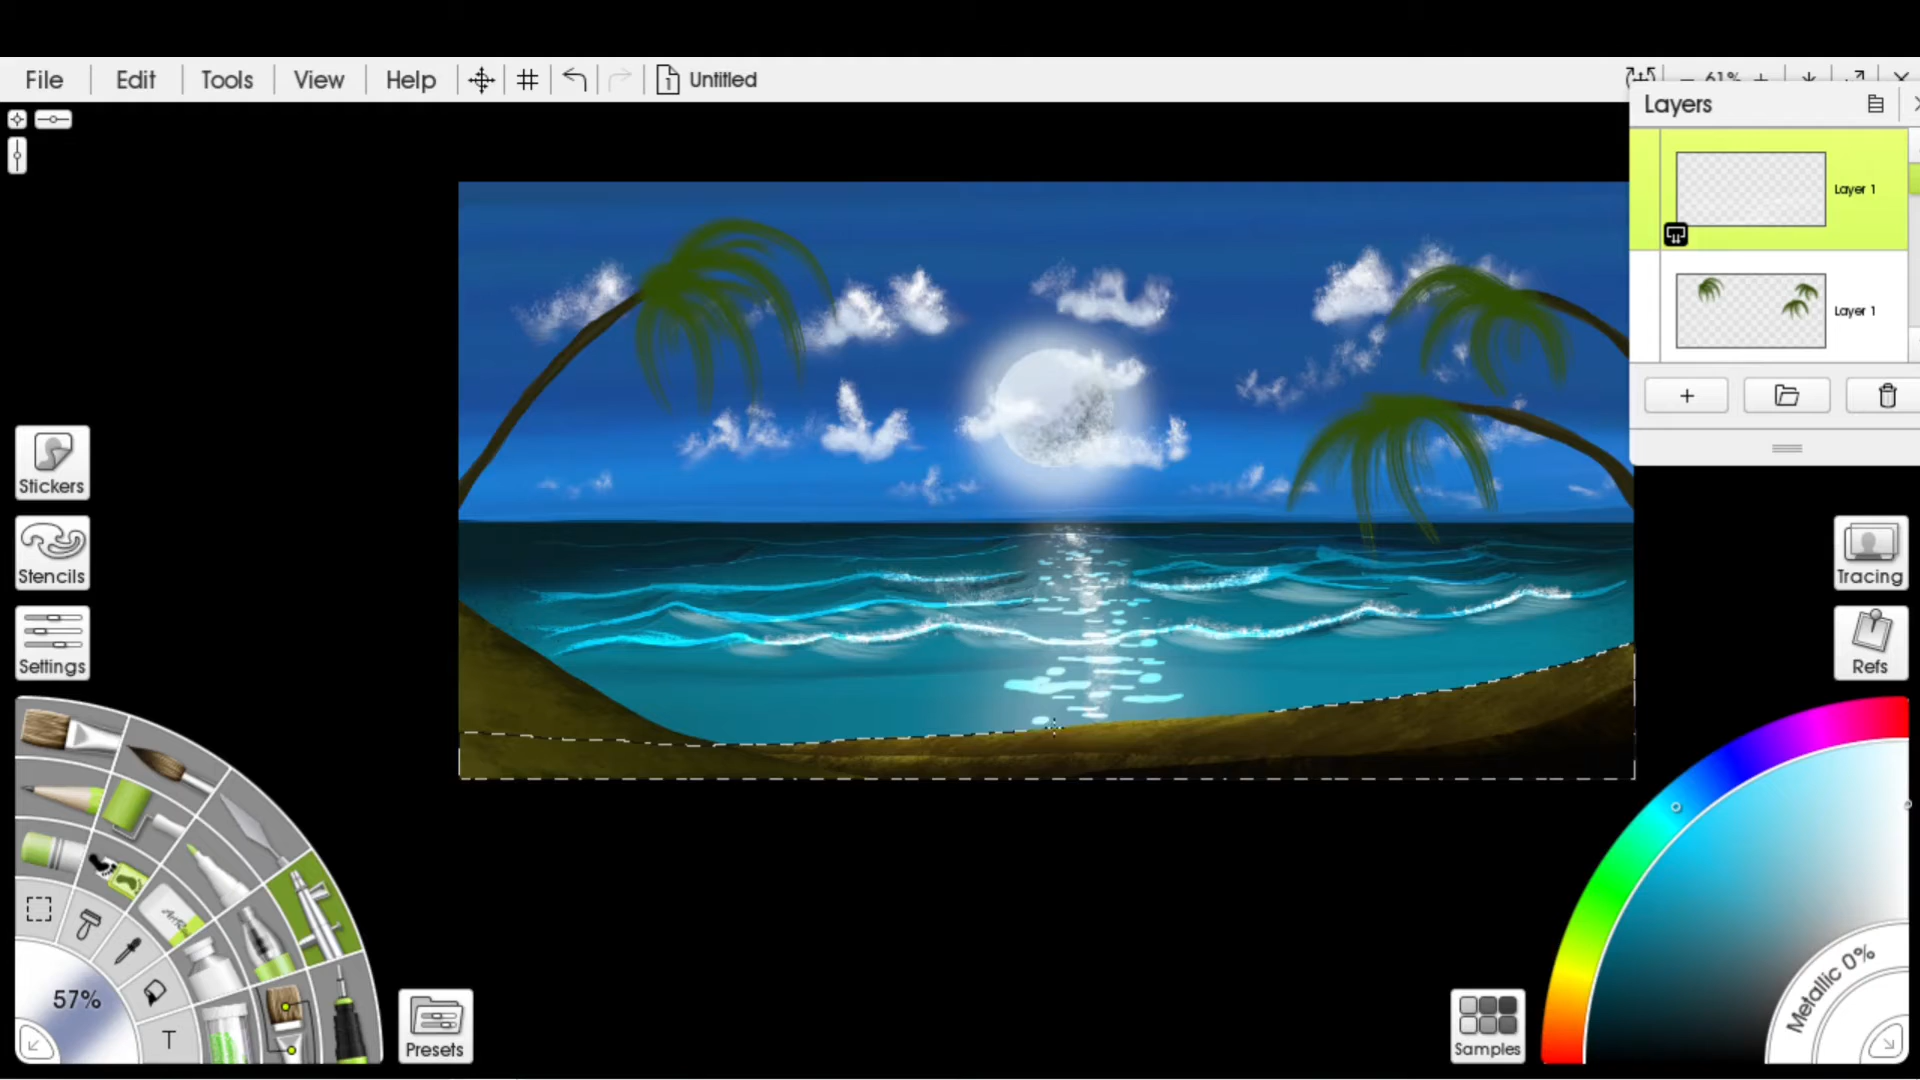 File Edit Tools View Help Untitled 61%
Layers
Layer 1
Layer 1
Stickers
Stencils
Settings
Tracing
Refs
57%
T
Presets
Samples
Metallic 0%